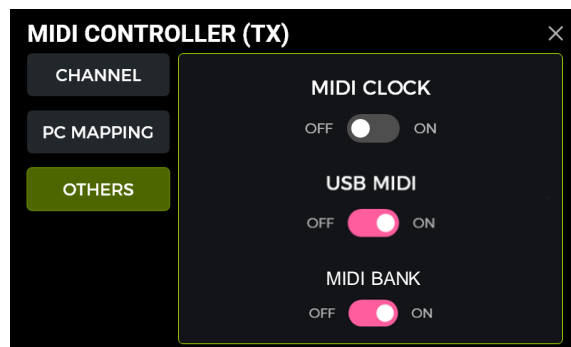 MIDI CONTROLLER (TX)
CHANNEL
PC MAPPING
OTHERS
MIDI CLOCK
OFF ON
USB MIDI
OFF ON
MIDI BANK
OFF ON